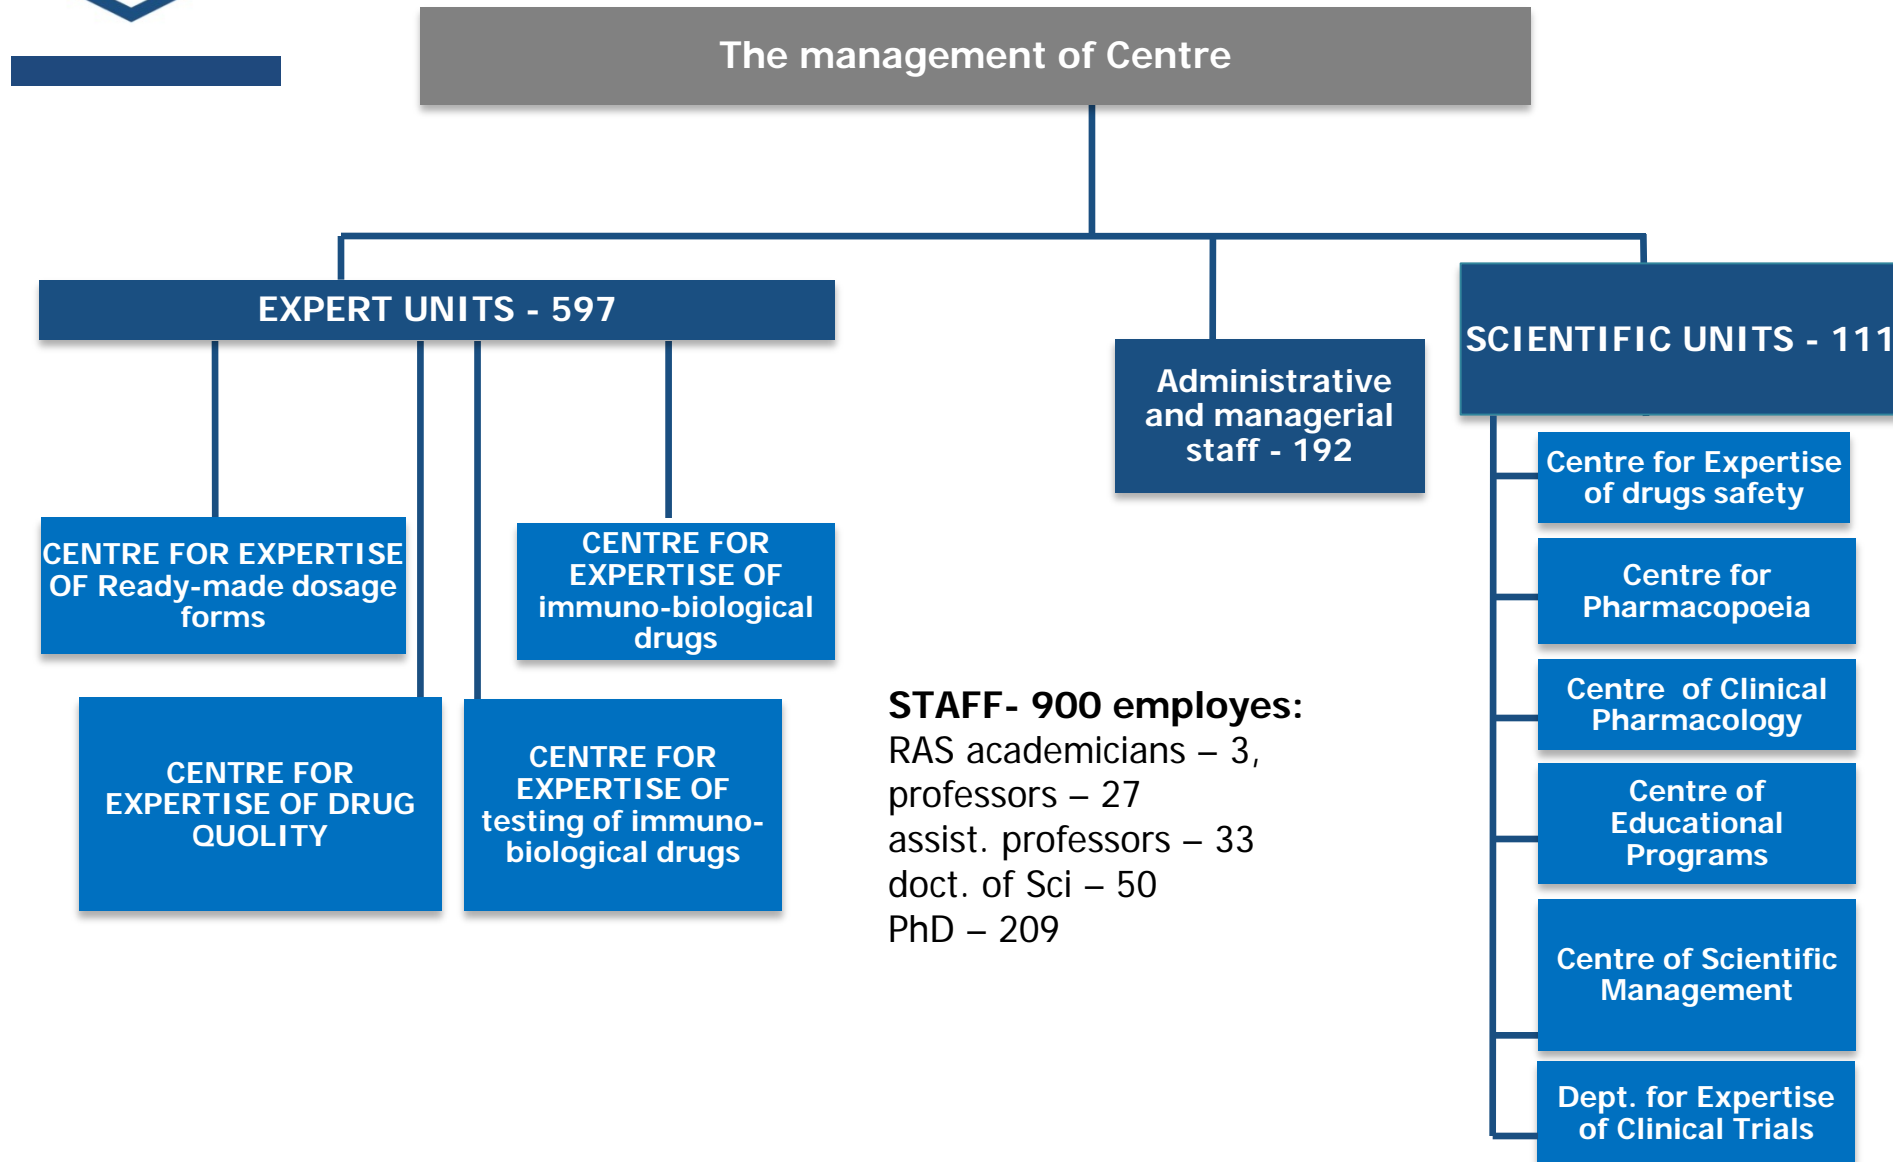 The management of Centre
EXPERT UNITS - 597
SCIENTIFIC UNITS - 111
Administrative
and managerial
staff - 192
CENTRE FOR EXPERTISE
OF Ready-made dosage
forms
CENTRE FOR
EXPERTISE OF
immuno-biological
drugs
CENTRE FOR
EXPERTISE OF DRUG
QUOLITY
CENTRE FOR
EXPERTISE OF
testing of immuno-
biological drugs
STAFF- 900 employes:
RAS academicians – 3,
professors – 27
assist. professors – 33
doct. of Sci – 50
PhD – 209
Centre for Expertise
of drugs safety
Centre for
Pharmacopoeia
Centre of Clinical
Pharmacology
Centre of
Educational
Programs
Centre of Scientific
Management
Dept. for Expertise
of Clinical Trials